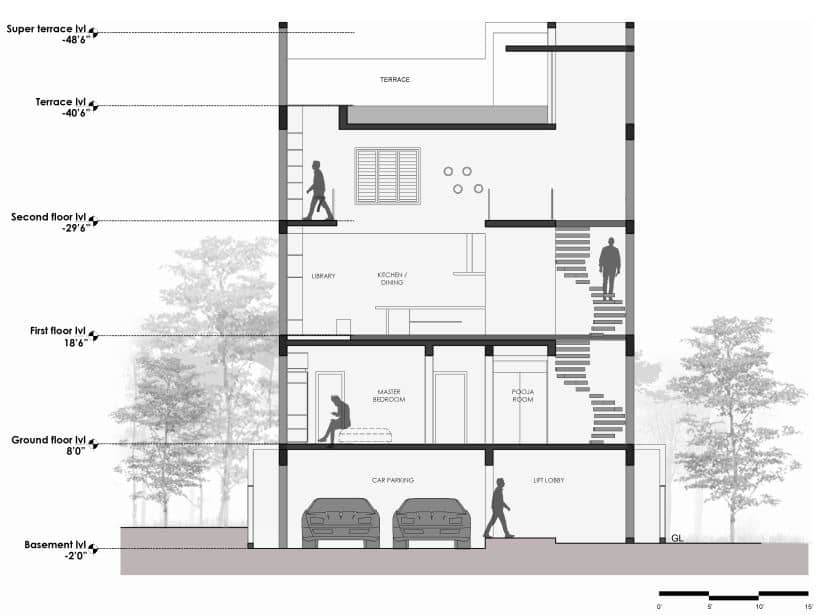 Super terrace lvl
-48'6"
TERRACE
Terrace lvl
-40'6"
Second floor lvl
-29'6"
LIBRARY
KITCHEN /
DINING
First floor lvl
18'6"
MASTER
BEDROOM
POOJA
ROOM
Ground floor lvl
8'0"
CAR PARKING
LIFT LOBBY
GL
Basement lvl
-2'0"
0' 5' 10' 15'